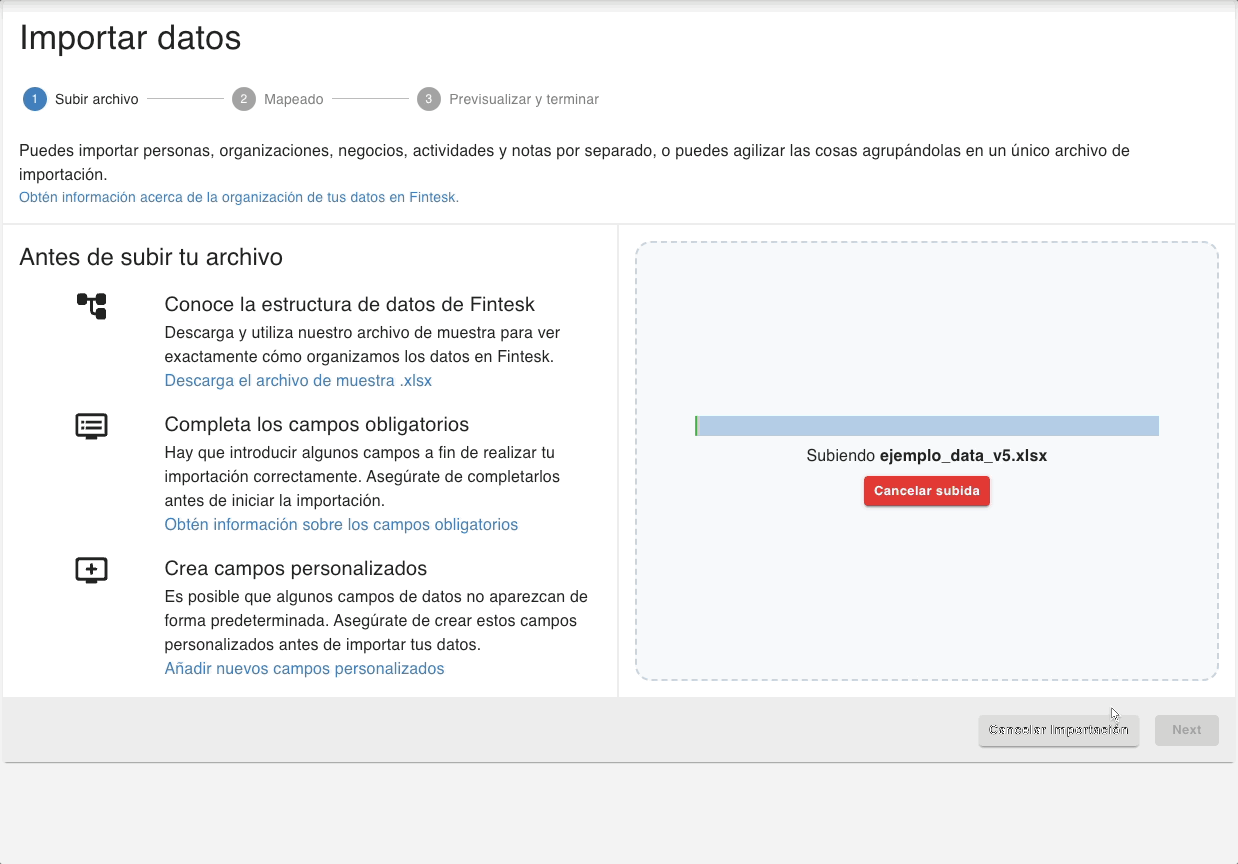 Importar datos
1 Subir archivo 2 Mapeado 3 Previsualizar y terminar
Puedes importar personas, organizaciones, negocios, actividades y notas por separado, o puedes agilizar las cosas agrupándolas en un único archivo de
importación.
Obtén información acerca de la organización de tus datos en Fintesk.
Antes de subir tu archivo
Conoce la estructura de datos de Fintesk
Descarga y utiliza nuestro archivo de muestra para ver
exactamente cómo organizamos los datos en Fintesk.
Descarga el archivo de muestra .xlsx
Completa los campos obligatorios
Hay que introducir algunos campos a fin de realizar tu
importación correctamente. Asegúrate de completarlos
antes de iniciar la importación.
Obtén información sobre los campos obligatorios
Crea campos personalizados
Es posible que algunos campos de datos no aparezcan de
forma predeterminada. Asegúrate de crear estos campos
personalizados antes de importar tus datos.
Añadir nuevos campos personalizados
Subiendo ejemplo_data_v5.xlsx
Cancelar subida
Cancelar Importación Next